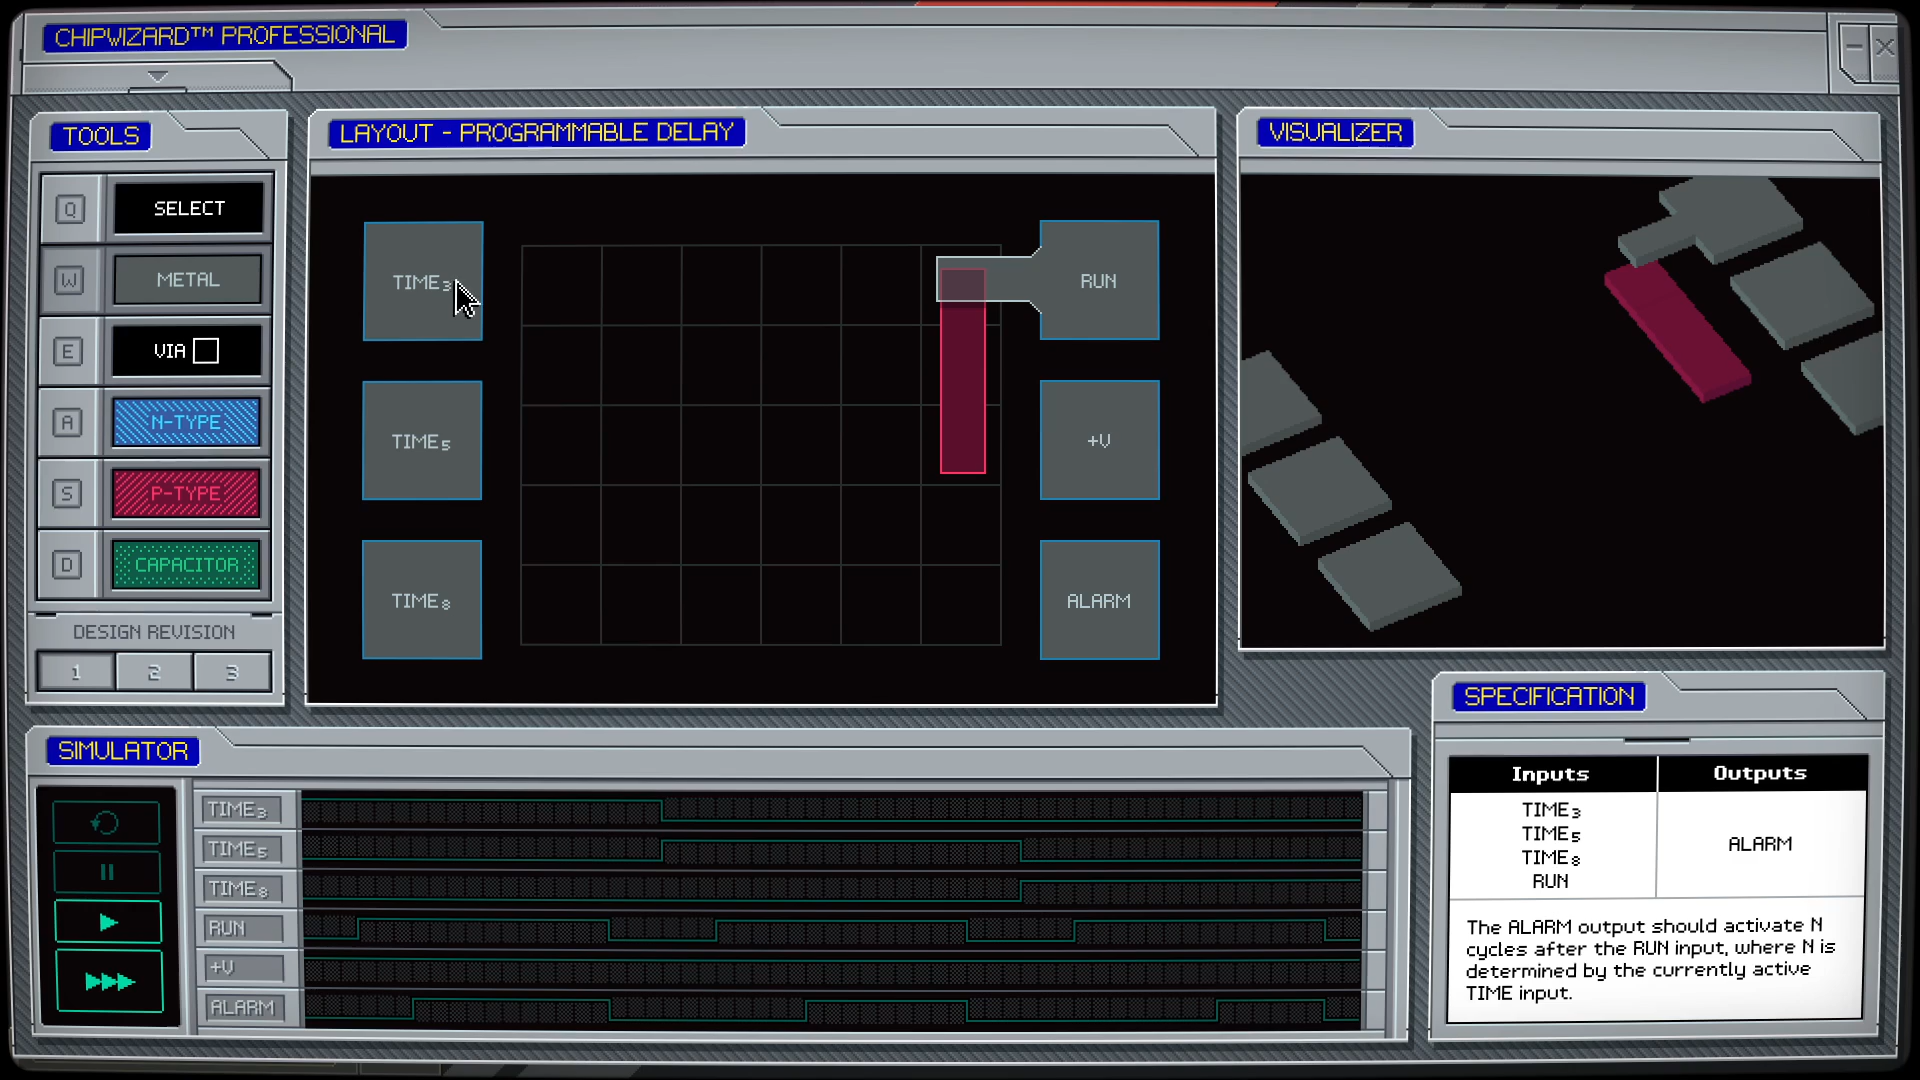 CHIPWIZARD™ PROFESSIONAL
TOOLS
Q
SELECT
W
METAL
E
VIA
A
N-TYPE
S
P-TYPE
D
CAPACITOR
DESIGN REVISION
1
2
3
LAYOUT - PROGRAMMABLE DELAY
TIME₃
RUN
TIME₅
+V
TIME₈
ALARM
VISUALIZER
SIMULATOR
TIME₃
TIME₅
TIME₈
RUN
+V
ALARM
SPECIFICATION
Inputs
Outputs
TIME₃
TIME₅
TIME₈
RUN
ALARM
The ALARM output should activate N
cycles after the RUN input, where N is
determined by the currently active
TIME input.